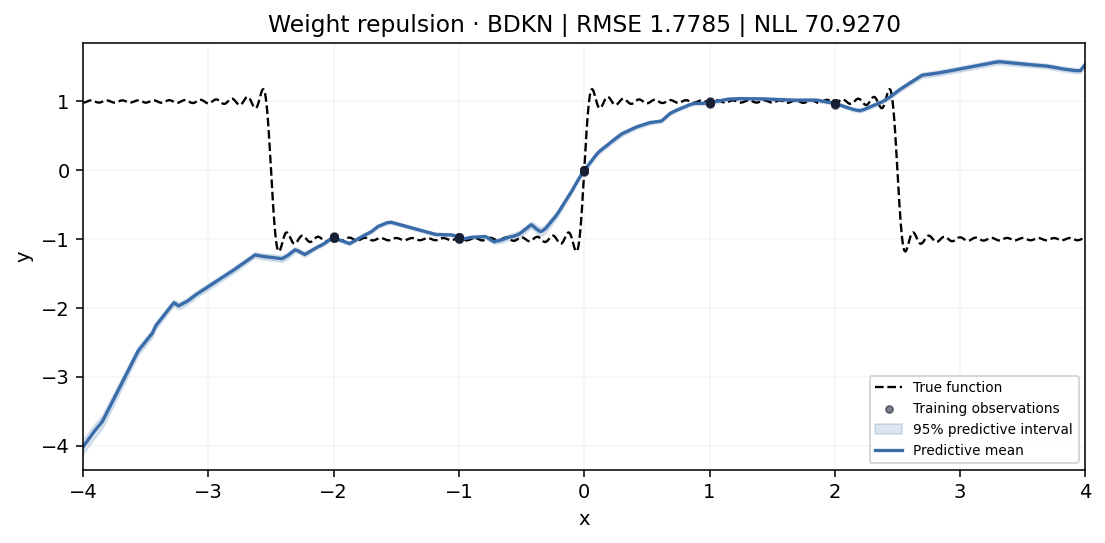 Weight repulsion · BDKN | RMSE 1.7785 | NLL 70.9270
y
1
0
−1
−2
−3
−4
−4
−3
−2
−1
0
1
2
3
4
x
True function
Training observations
95% predictive interval
Predictive mean